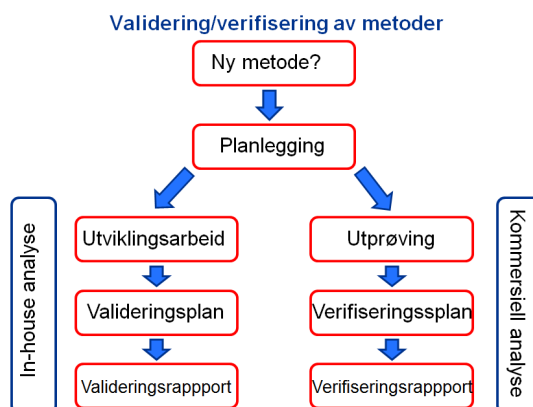 Validering/verifisering av metoder
Ny metode?
Planlegging
In-house analyse
Utviklingsarbeid
Valideringsplan
Valideringsrappport
Utprøving
Verifiseringssplan
Verifiseringsrappport
Kommersiell analyse